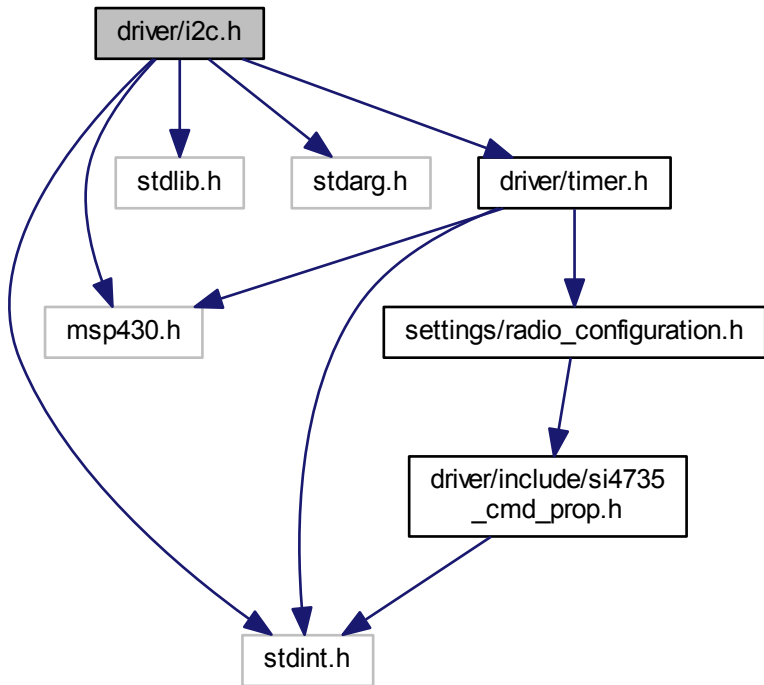 driver/i2c.h
stdlib.h
stdarg.h
driver/timer.h
msp430.h
settings/radio_configuration.h
driver/include/si4735
_cmd_prop.h
stdint.h